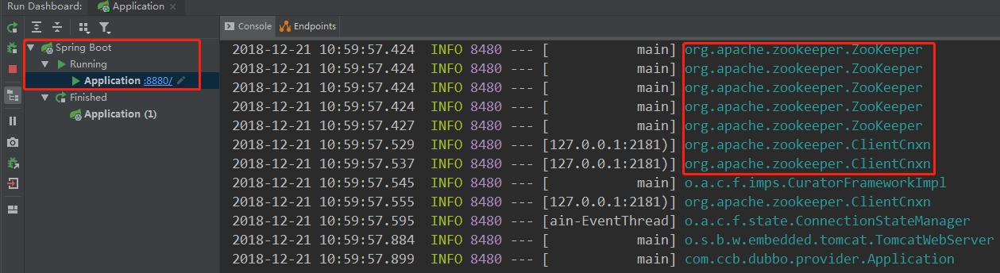 Run Dashboard: Application
Console Endpoints
Spring Boot
Running
Application :8880/
Finished
Application (1)
2018-12-21 10:59:57.424 INFO 8480 --- [ main] org.apache.zookeeper.ZooKeeper
2018-12-21 10:59:57.424 INFO 8480 --- [ main] org.apache.zookeeper.ZooKeeper
2018-12-21 10:59:57.424 INFO 8480 --- [ main] org.apache.zookeeper.ZooKeeper
2018-12-21 10:59:57.424 INFO 8480 --- [ main] org.apache.zookeeper.ZooKeeper
2018-12-21 10:59:57.427 INFO 8480 --- [ main] org.apache.zookeeper.ZooKeeper
2018-12-21 10:59:57.529 INFO 8480 --- [127.0.0.1:2181)] org.apache.zookeeper.ClientCnxn
2018-12-21 10:59:57.537 INFO 8480 --- [127.0.0.1:2181)] org.apache.zookeeper.ClientCnxn
2018-12-21 10:59:57.545 INFO 8480 --- [ main] o.a.c.f.imps.CuratorFrameworkImpl
2018-12-21 10:59:57.555 INFO 8480 --- [127.0.0.1:2181)] org.apache.zookeeper.ClientCnxn
2018-12-21 10:59:57.595 INFO 8480 --- [ain-EventThread] o.a.c.f.state.ConnectionStateManager
2018-12-21 10:59:57.884 INFO 8480 --- [ main] o.s.b.w.embedded.tomcat.TomcatWebServer
2018-12-21 10:59:57.899 INFO 8480 --- [ main] com.ccb.dubbo.provider.Application